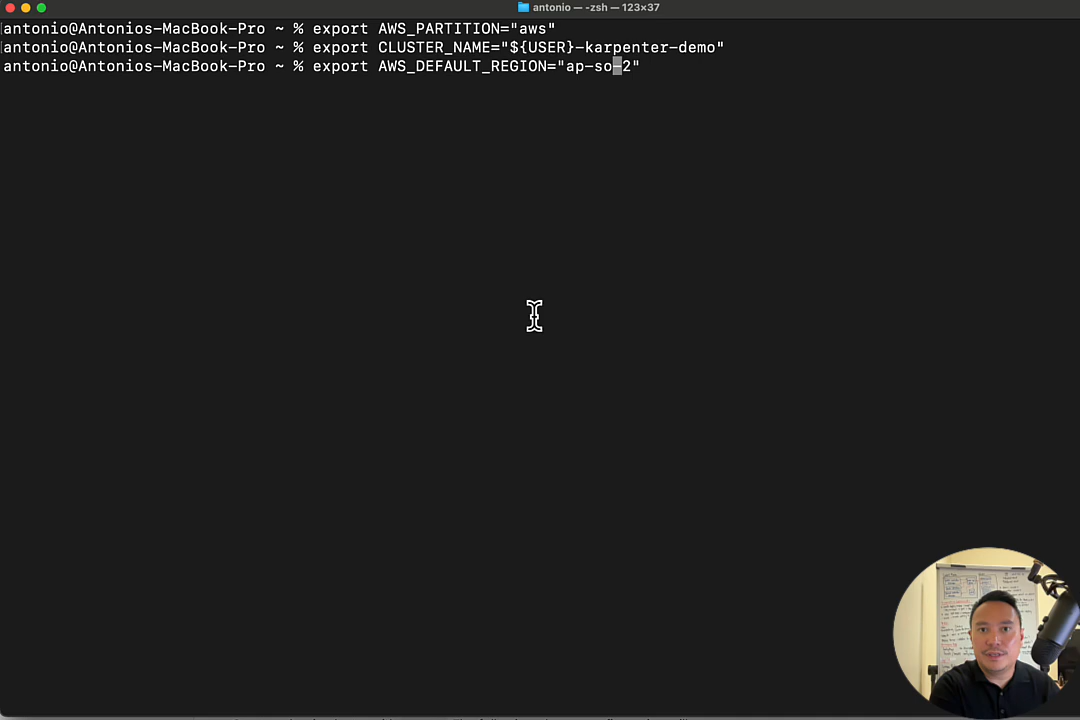 antonio — -zsh — 123×37
antonio@Antonios-MacBook-Pro ~ % export AWS_PARTITION="aws"
antonio@Antonios-MacBook-Pro ~ % export CLUSTER_NAME="${USER}-karpenter-demo"
antonio@Antonios-MacBook-Pro ~ % export AWS_DEFAULT_REGION="ap-so-2"